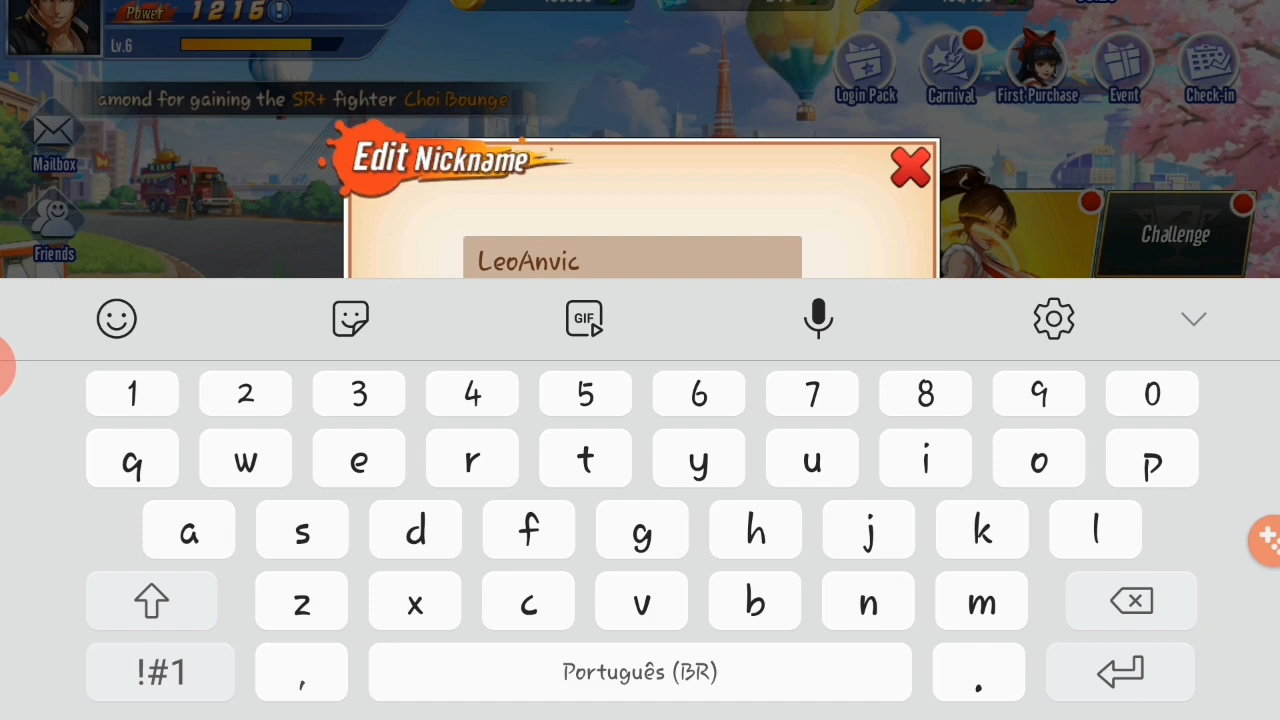 Power 1216
Lv.6
amond for gaining the SR+ fighter Choi Bounge
Login Pack
Carnival
First Purchase
Event
Check-in
Mailbox
Friends
Edit Nickname
LeoAnvic
Challenge
GIF
1 2 3 4 5 6 7 8 9 0
q w e r t y u i o p
a s d f g h j k l
z x c v b n m
!#1 , Português (BR) .